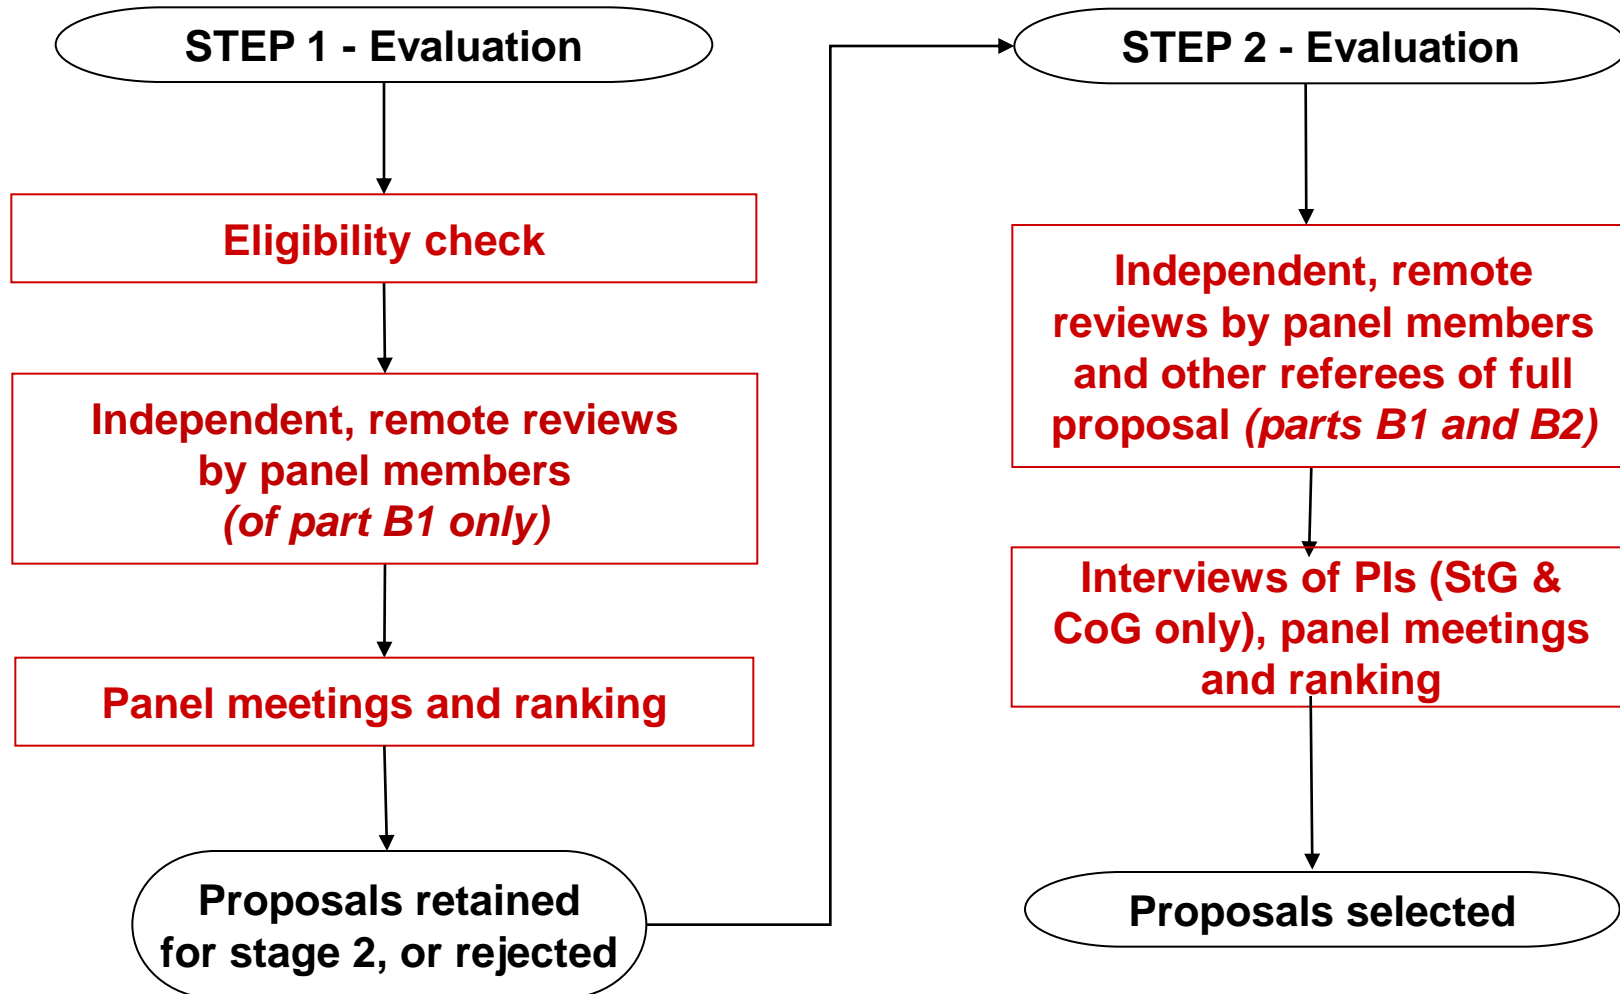 STEP 1 - Evaluation
Eligibility check
Independent, remote reviews
by panel members
(of part B1 only)
Panel meetings and ranking
Proposals retained
for stage 2, or rejected
STEP 2 - Evaluation
Independent, remote
reviews by panel members
and other referees of full
proposal (parts B1 and B2)
Interviews of PIs (StG &
CoG only), panel meetings
and ranking
Proposals selected